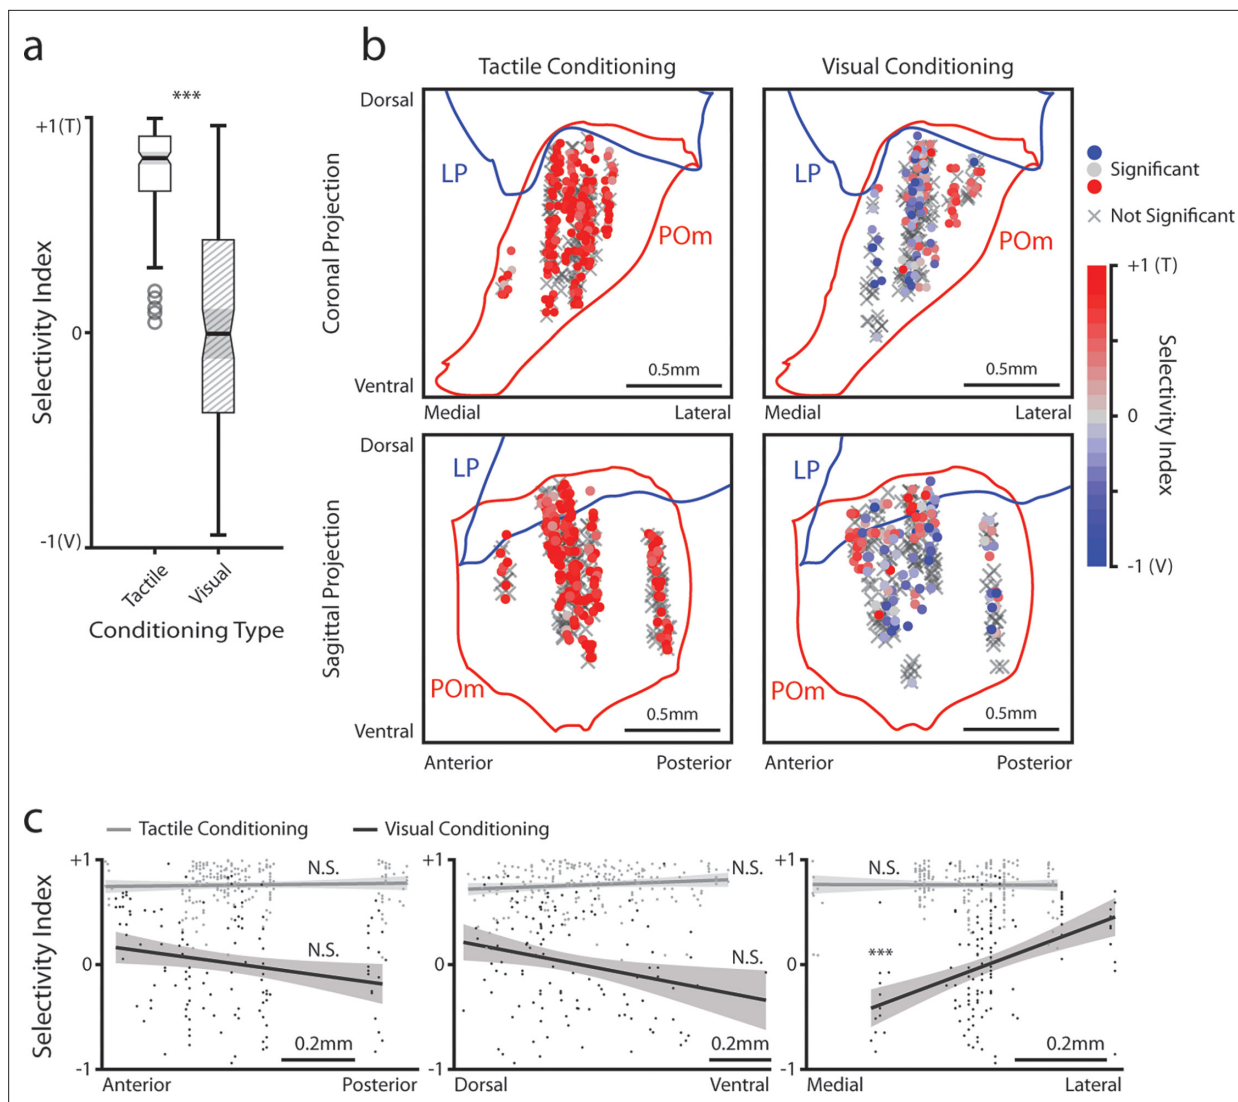 a
***
+1(T)
0
-1(V)
Selectivity Index
Tactile
Visual
Conditioning Type
b
Tactile Conditioning
Visual Conditioning
Coronal Projection
Dorsal
Ventral
LP
POm
0.5mm
Medial
Lateral
LP
POm
0.5mm
Medial
Lateral
Significant
Not Significant
+1 (T)
0
-1 (V)
Selectivity Index
Sagittal Projection
Dorsal
Ventral
LP
POm
0.5mm
Anterior
Posterior
LP
POm
0.5mm
Anterior
Posterior
c
Tactile Conditioning
Visual Conditioning
Selectivity Index
+1
0
-1
N.S.
N.S.
0.2mm
Anterior
Posterior
+1
0
-1
N.S.
N.S.
0.2mm
Dorsal
Ventral
+1
0
-1
N.S.
***
0.2mm
Medial
Lateral